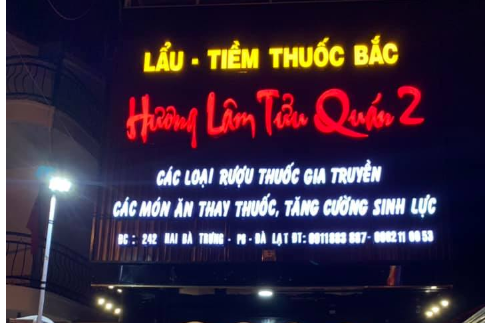 LẨU - TIỀM THUỐC BẮC
Hương Lâm Tửu Quán 2
CÁC LOẠI RƯỢU THUỐC GIA TRUYỀN
CÁC MÓN ĂN THAY THUỐC, TĂNG CƯỜNG SINH LỰC
ĐC : 242 HAI BÀ TRƯNG - P6 - ĐÀ LẠT ĐT: